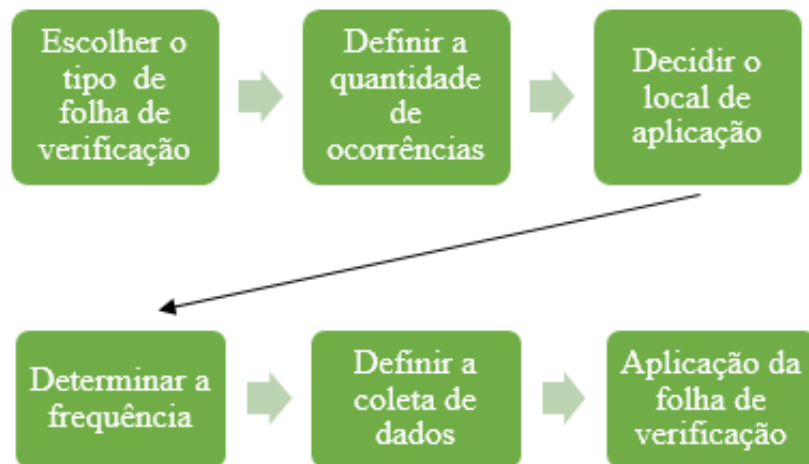 Escolher o
tipo de
folha de
verificação
Definir a
quantidade
de
ocorrências
Decidir o
local de
aplicação
Determinar a
frequência
Definir a
coleta de
dados
Aplicação da
folha de
verificação